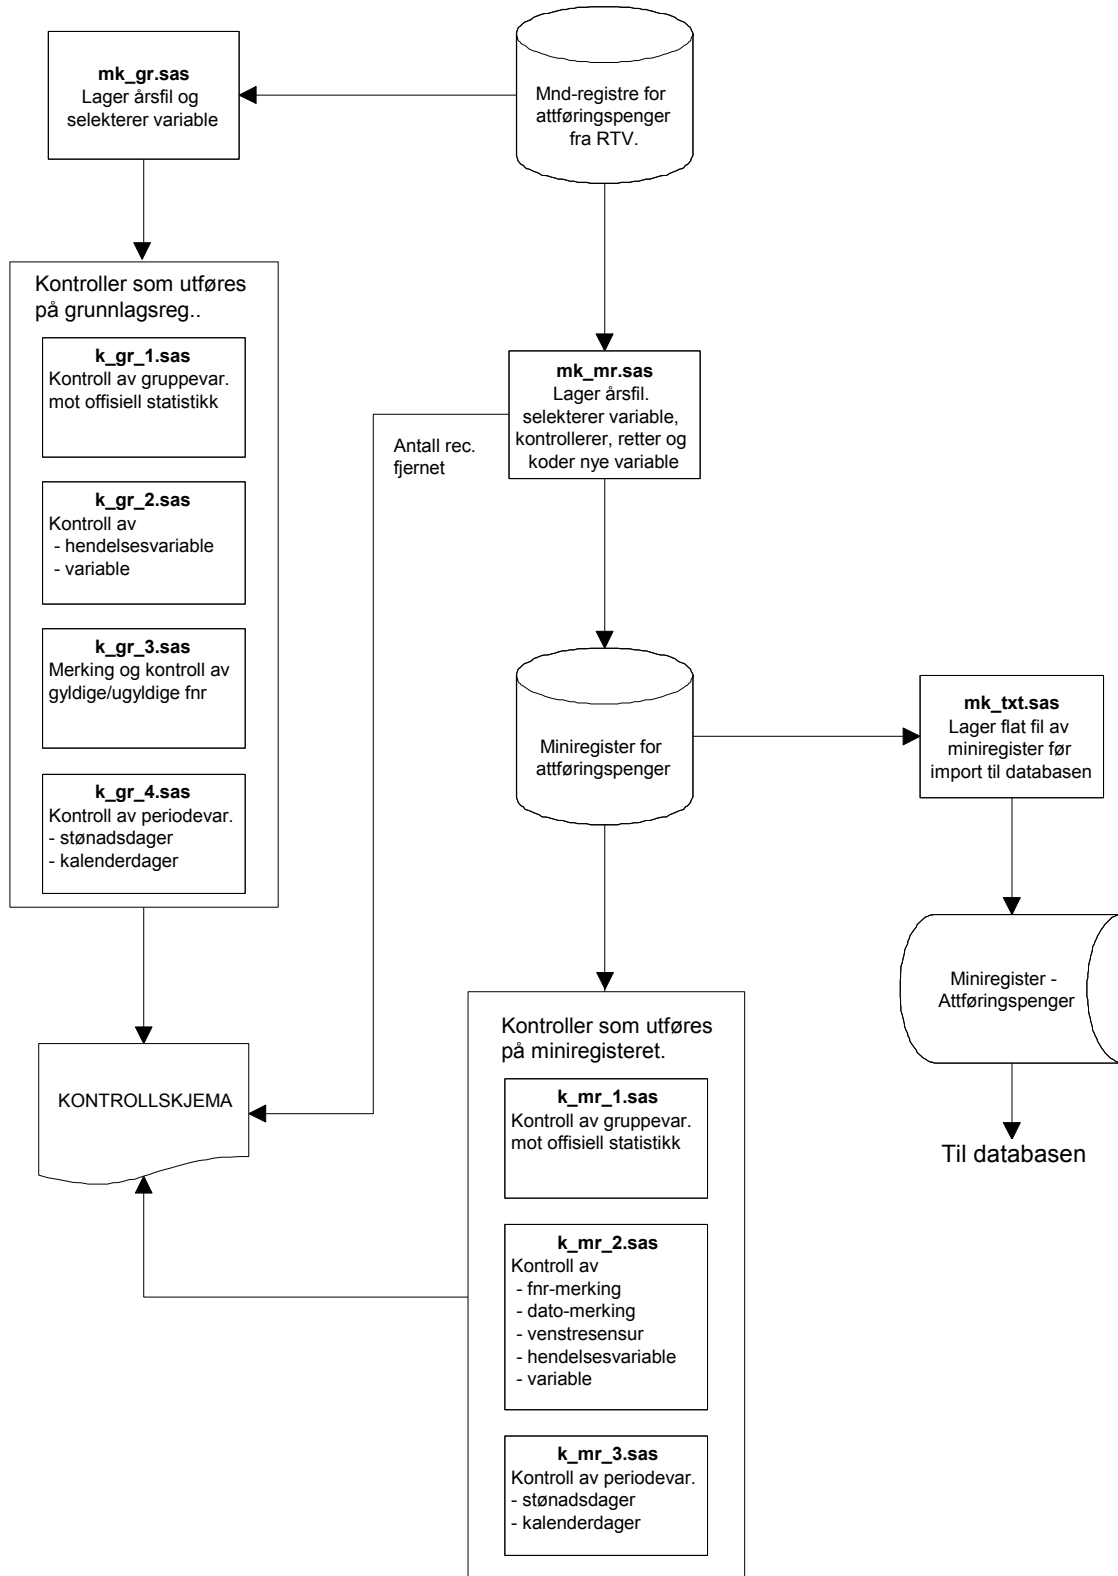 mk_gr.sas
Lager årsfil og
selekterer variable
Mnd-registre for
attføringspenger
fra RTV.
Kontroller som utføres
på grunnlagsreg..
k_gr_1.sas
Kontroll av gruppevar.
mot offisiell statistikk
k_gr_2.sas
Kontroll av
- hendelsesvariable
- variable
k_gr_3.sas
Merking og kontroll av
gyldige/ugyldige fnr
k_gr_4.sas
Kontroll av periodevar.
- stønadsdager
- kalenderdager
mk_mr.sas
Lager årsfil.
selekterer variable,
kontrollerer, retter og
koder nye variable
Antall rec.
fjernet
Miniregister for
attføringspenger
mk_txt.sas
Lager flat fil av
miniregister før
import til databasen
Miniregister -
Attføringspenger
Til databasen
KONTROLLSKJEMA
Kontroller som utføres
på miniregisteret.
k_mr_1.sas
Kontroll av gruppevar.
mot offisiell statistikk
k_mr_2.sas
Kontroll av
- fnr-merking
- dato-merking
- venstresensur
- hendelsesvariable
- variable
k_mr_3.sas
Kontroll av periodevar.
- stønadsdager
- kalenderdager